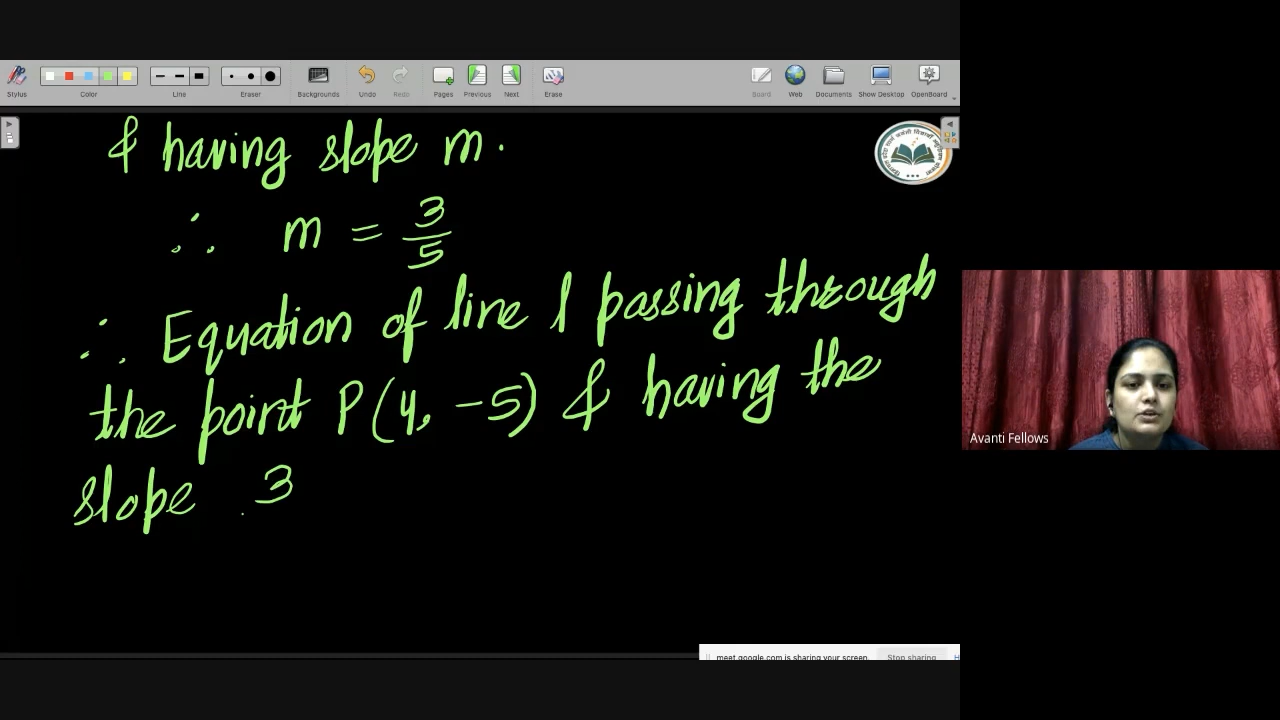 Stylus Color Line Eraser Backgrounds Undo Redo Pages Previous Next Erase Board Web Documents Show Desktop OpenBoard
& having slope m.
∴ m = 3/5
∴ Equation of line l passing through
the point P(4, -5) & having the
slope 3
Avanti Fellows
meet.google.com is sharing your screen. Stop sharing